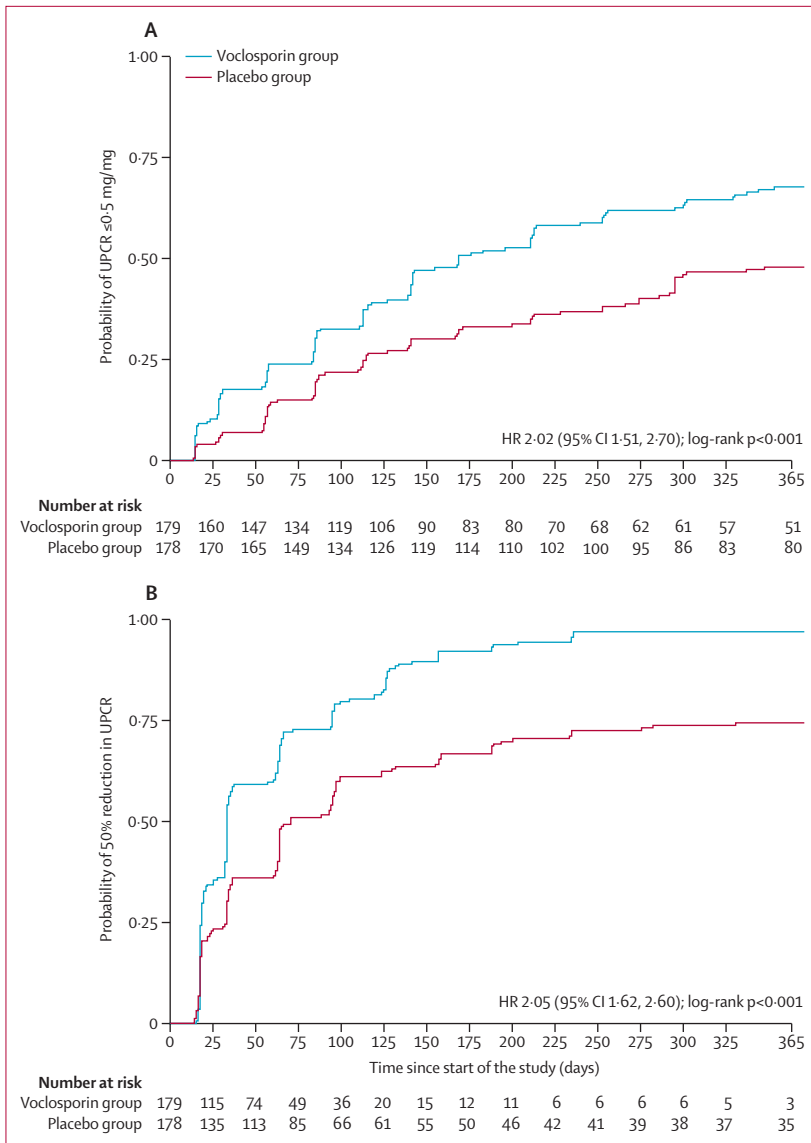 A
Voclosporin group
Placebo group
1·00
0·75
0·50
0·25
0
Probability of UPCR ≤0·5 mg/mg
HR 2·02 (95% CI 1·51, 2·70); log-rank p<0·001
0 25 50 75 100 125 150 175 200 225 250 275 300 325 365
Number at risk
Voclosporin group 179 160 147 134 119 106 90 83 80 70 68 62 61 57 51
Placebo group 178 170 165 149 134 126 119 114 110 102 100 95 86 83 80
B
1·00
0·75
0·50
0·25
0
Probability of 50% reduction in UPCR
HR 2·05 (95% CI 1·62, 2·60); log-rank p<0·001
0 25 50 75 100 125 150 175 200 225 250 275 300 325 365
Time since start of the study (days)
Number at risk
Voclosporin group 179 115 74 49 36 20 15 12 11 6 6 6 6 5 3
Placebo group 178 135 113 85 66 61 55 50 46 42 41 39 38 37 35